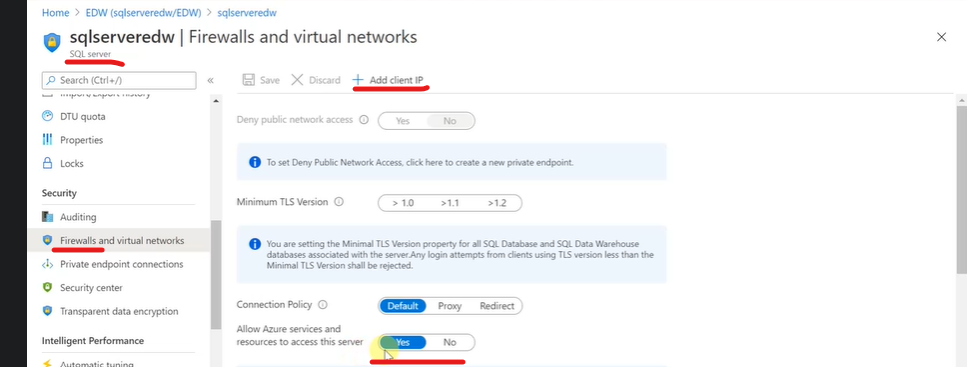 Home > EDW (sqlserveredw/EDW) > sqlserveredw
sqlserveredw | Firewalls and virtual networks
SQL server
Search (Ctrl+/)
«
Save
Discard
Add client IP
Import/Export history
DTU quota
Properties
Locks
Security
Auditing
Firewalls and virtual networks
Private endpoint connections
Security center
Transparent data encryption
Intelligent Performance
Automatic tuning
Deny public network access
Yes No
To set Deny Public Network Access, click here to create a new private endpoint.
Minimum TLS Version
> 1.0 >1.1 >1.2
You are setting the Minimal TLS Version property for all SQL Database and SQL Data Warehouse
databases associated with the server.Any login attempts from clients using TLS version less than the
Minimal TLS Version shall be rejected.
Connection Policy
Default Proxy Redirect
Allow Azure services and
resources to access this server
Yes No